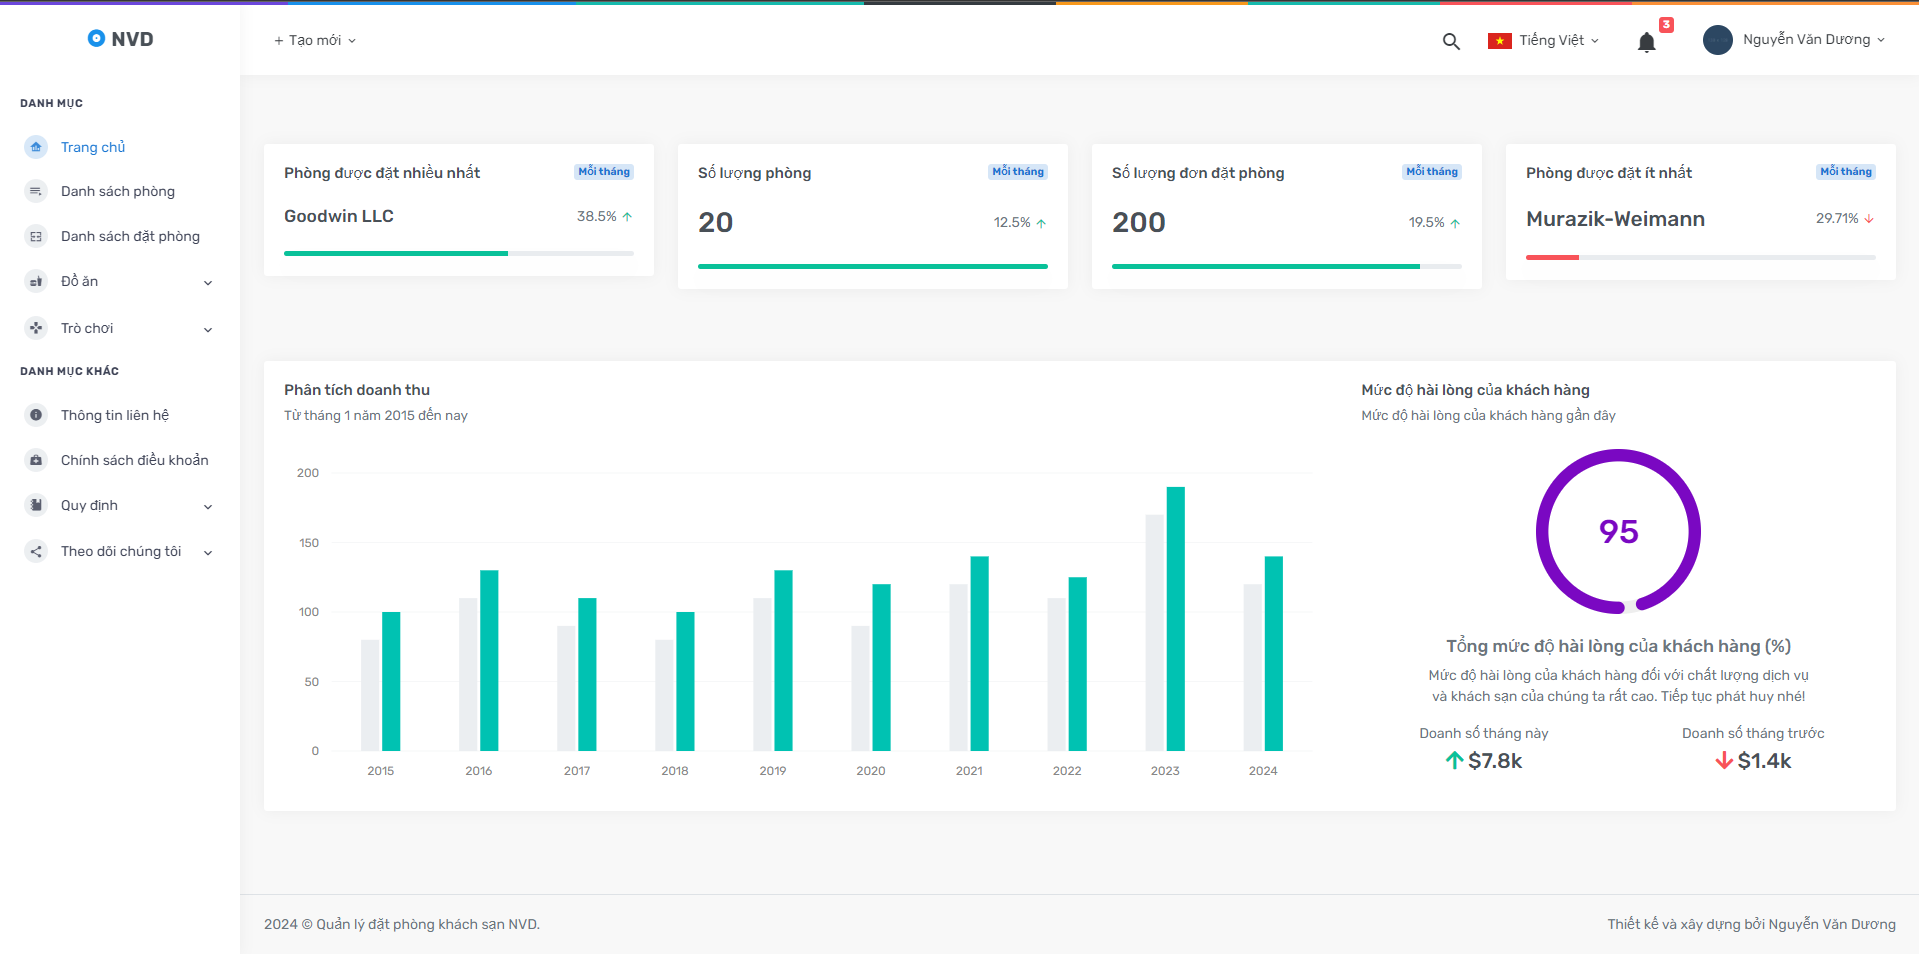 NVD
+ Tạo mới
Tiếng Việt
3
Nguyễn Văn Dương
DANH MỤC
Trang chủ
Danh sách phòng
Danh sách đặt phòng
Đồ ăn
Trò chơi
DANH MỤC KHÁC
Thông tin liên hệ
Chính sách điều khoản
Quy định
Theo dõi chúng tôi
Phòng được đặt nhiều nhất
Mỗi tháng
Goodwin LLC
38.5%
Số lượng phòng
Mỗi tháng
20
12.5%
Số lượng đơn đặt phòng
Mỗi tháng
200
19.5%
Phòng được đặt ít nhất
Mỗi tháng
Murazik-Weimann
29.71%
Phân tích doanh thu
Từ tháng 1 năm 2015 đến nay
200
150
100
50
0
2015
2016
2017
2018
2019
2020
2021
2022
2023
2024
Mức độ hài lòng của khách hàng
Mức độ hài lòng của khách hàng gần đây
95
Tổng mức độ hài lòng của khách hàng (%)
Mức độ hài lòng của khách hàng đối với chất lượng dịch vụ
và khách sạn của chúng ta rất cao. Tiếp tục phát huy nhé!
Doanh số tháng này
$7.8k
Doanh số tháng trước
$1.4k
2024 © Quản lý đặt phòng khách sạn NVD.
Thiết kế và xây dựng bởi Nguyễn Văn Dương